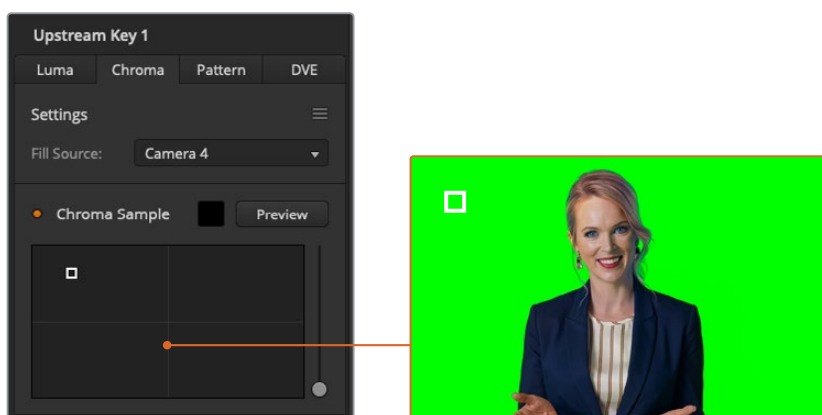 Upstream Key 1
Luma Chroma Pattern DVE
Settings
Fill Source: Camera 4
Chroma Sample Preview